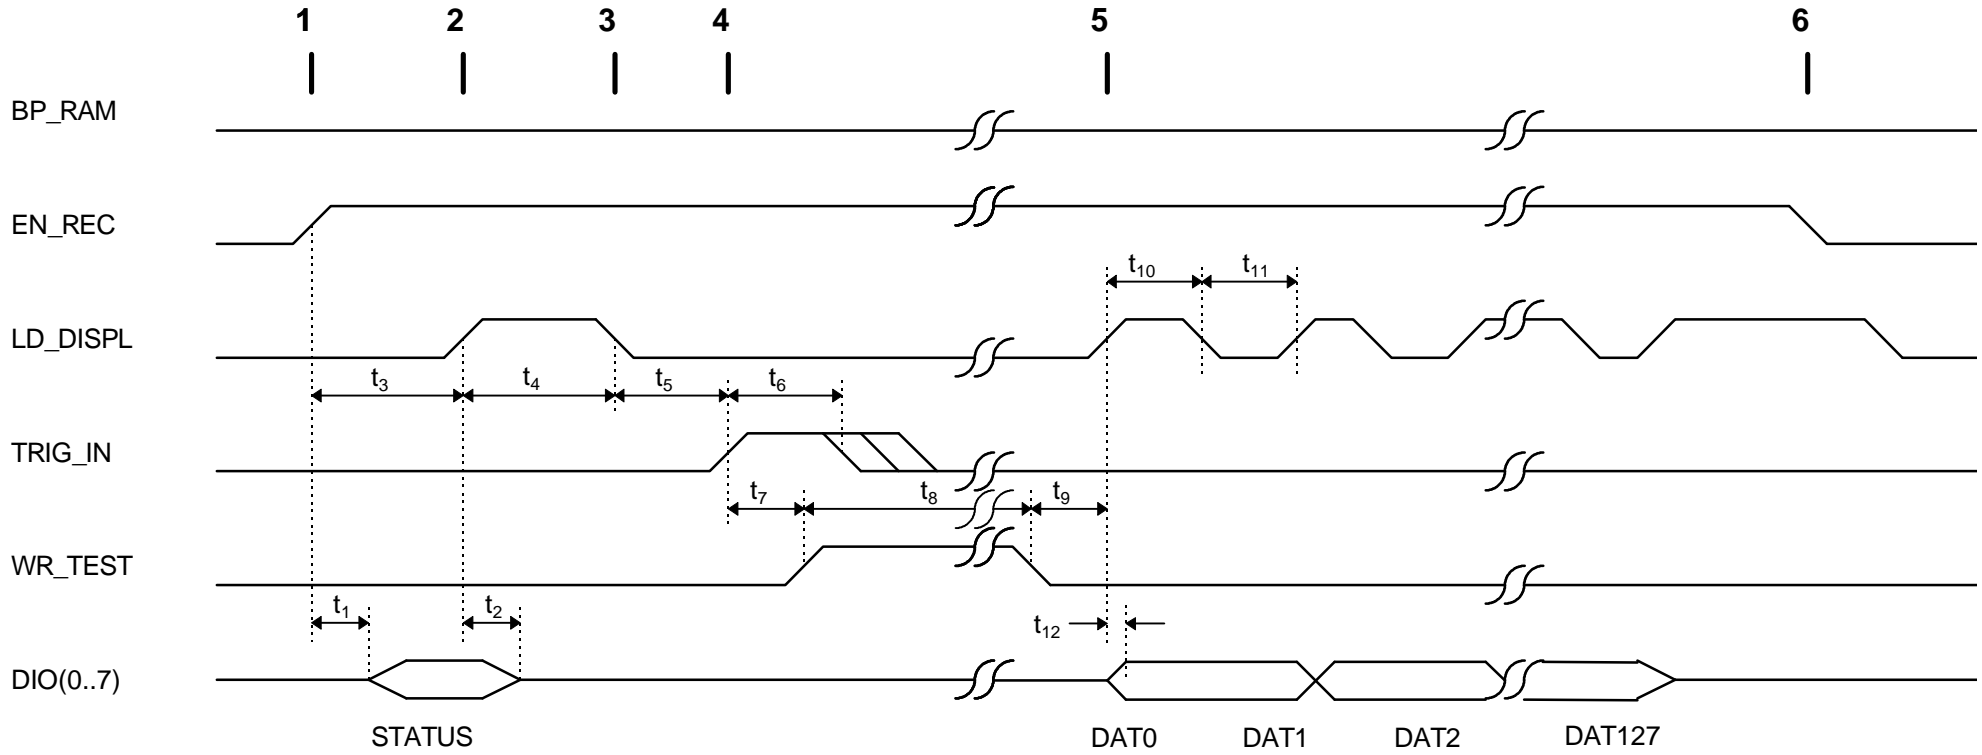 1 2 3 4 5 6
BP_RAM
EN_REC
t10 t11
LD_DISPL
t3 t4 t5 t6
TRIG_IN
t7 t8 t9
WR_TEST
t1 t2 t12
DIO(0..7)
STATUS DAT0 DAT1 DAT2 DAT127